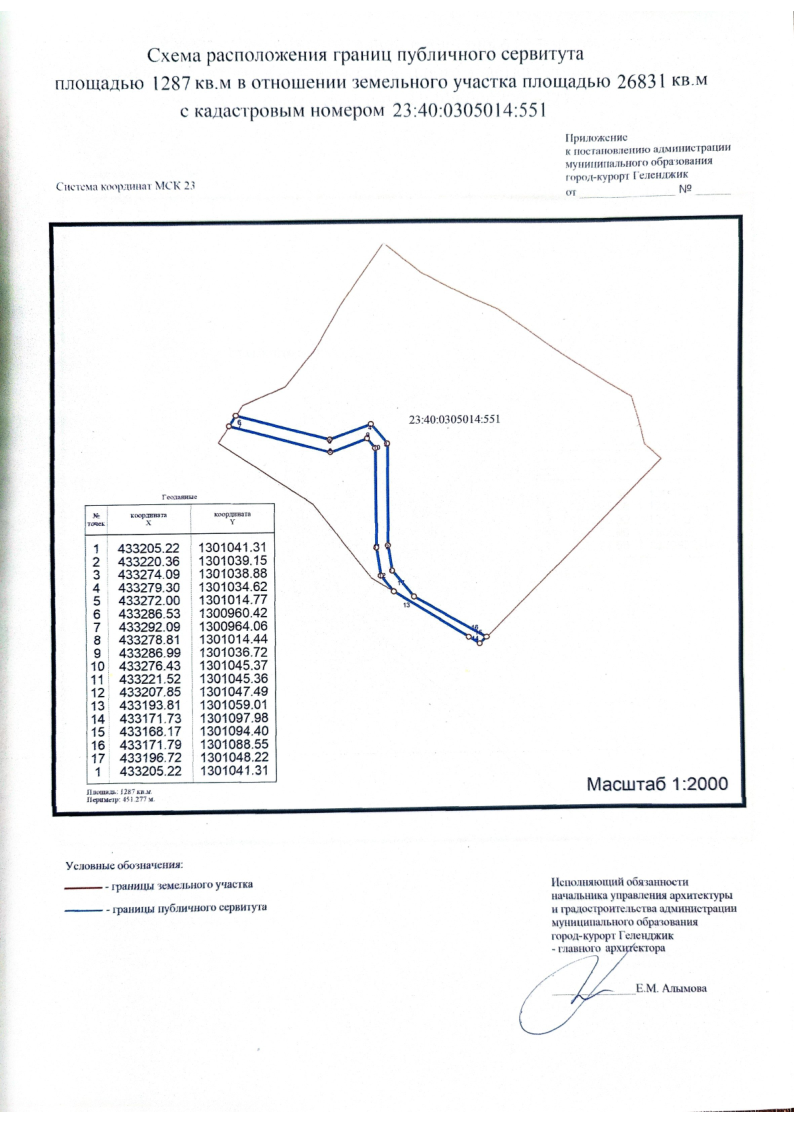 Схема расположения границ публичного сервитута
площадью 1287 кв.м в отношении земельного участка площадью 26831 кв.м
с кадастровым номером 23:40:0305014:551
Приложение
к постановлению администрации
муниципального образования
город-курорт Геленджик
от ____________ № ______
Система координат МСК 23
23:40:0305014:551
Геоданные
№ точек координата X координата Y
1 433205.22 1301041.31
2 433220.36 1301039.15
3 433274.09 1301038.88
4 433279.30 1301034.62
5 433272.00 1301014.77
6 433286.53 1300960.42
7 433292.09 1300964.06
8 433278.81 1301014.44
9 433286.99 1301036.72
10 433276.43 1301045.37
11 433221.52 1301045.36
12 433207.85 1301047.49
13 433193.81 1301059.01
14 433171.73 1301097.98
15 433168.17 1301094.40
16 433171.79 1301088.55
17 433196.72 1301048.22
1 433205.22 1301041.31
Площадь: 1287 кв.м.
Периметр: 451.277 м.
Масштаб 1:2000
Условные обозначения:
- границы земельного участка
- границы публичного сервитута
Исполняющий обязанности
начальника управления архитектуры
и градостроительства администрации
муниципального образования
город-курорт Геленджик
- главного архитектора
____________Е.М. Алымова